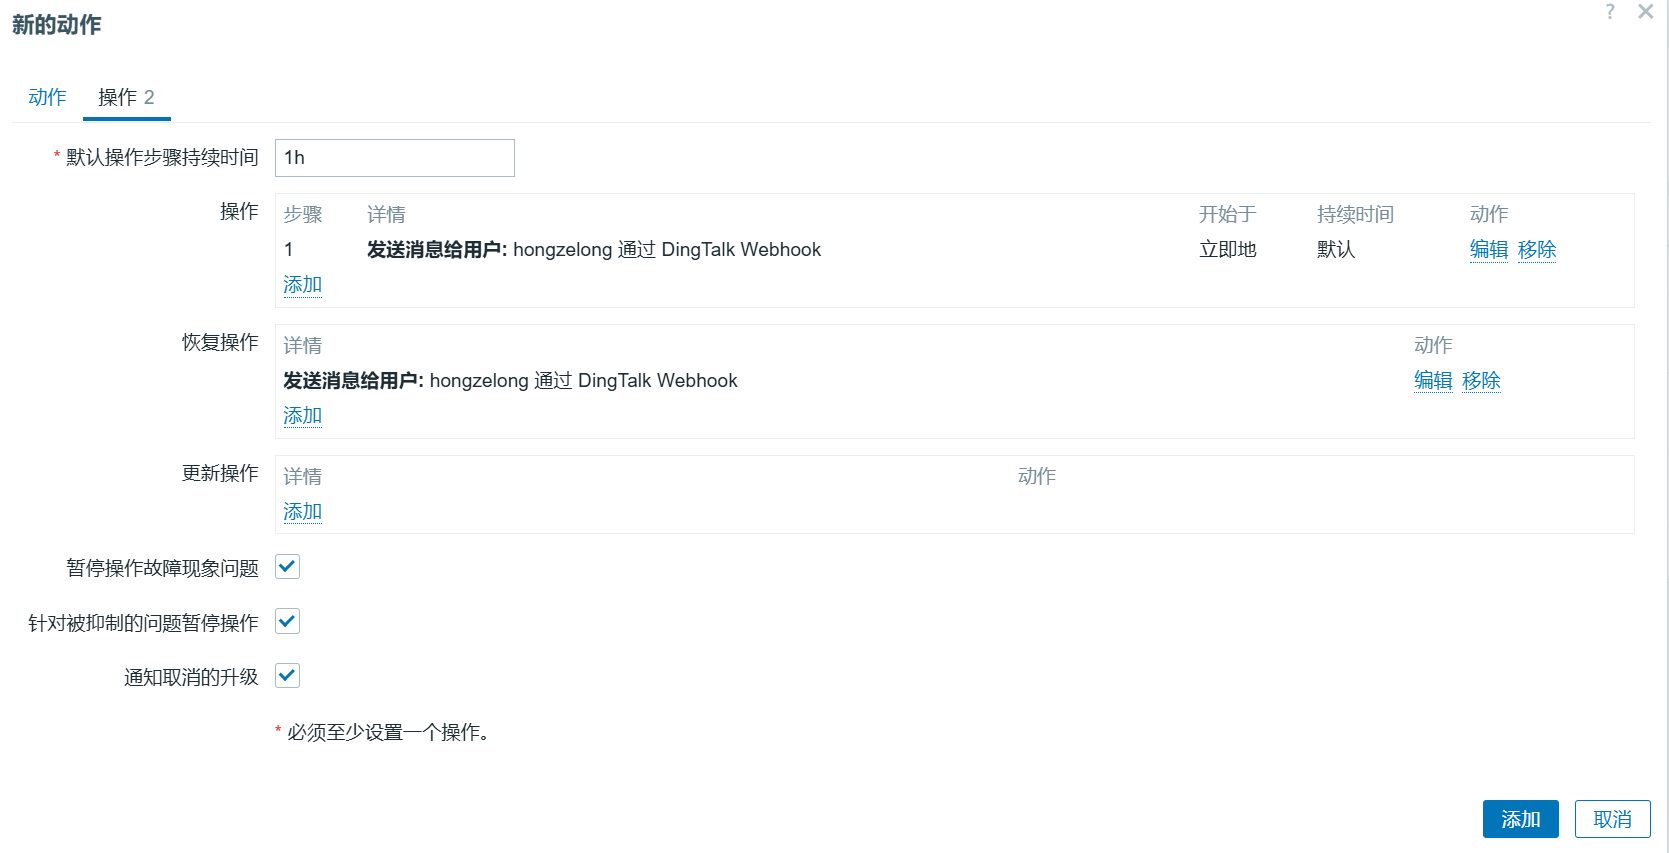 新的动作
?
动作 操作 2
* 默认操作步骤持续时间 1h
操作 步骤 详情 开始于 持续时间 动作
1 发送消息给用户: hongzelong 通过 DingTalk Webhook 立即地 默认 编辑 移除
添加
恢复操作 详情 动作
发送消息给用户: hongzelong 通过 DingTalk Webhook 编辑 移除
添加
更新操作 详情 动作
添加
暂停操作故障现象问题
针对被抑制的问题暂停操作
通知取消的升级
* 必须至少设置一个操作。
添加 取消